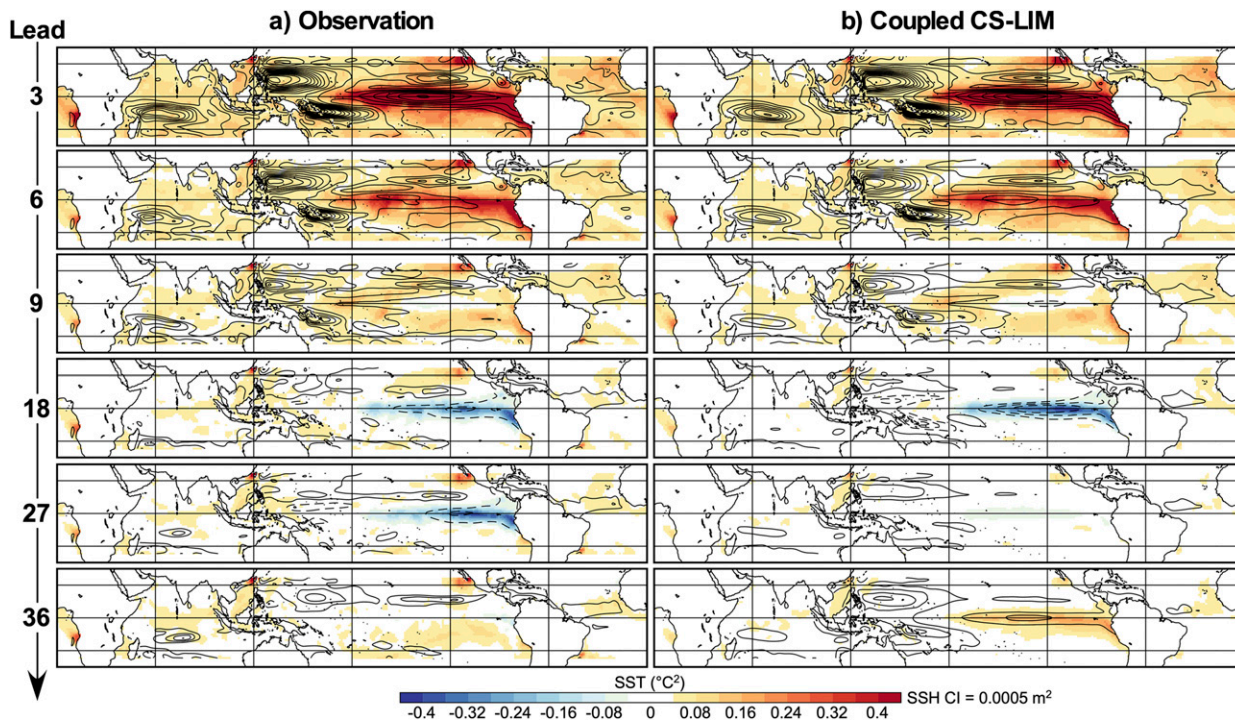 a) Observation
b) Coupled CS-LIM
Lead
3
6
9
18
27
36
SST (°C²)
SSH CI = 0.0005 m²
-0.4 -0.32 -0.24 -0.16 -0.08 0 0.08 0.16 0.24 0.32 0.4